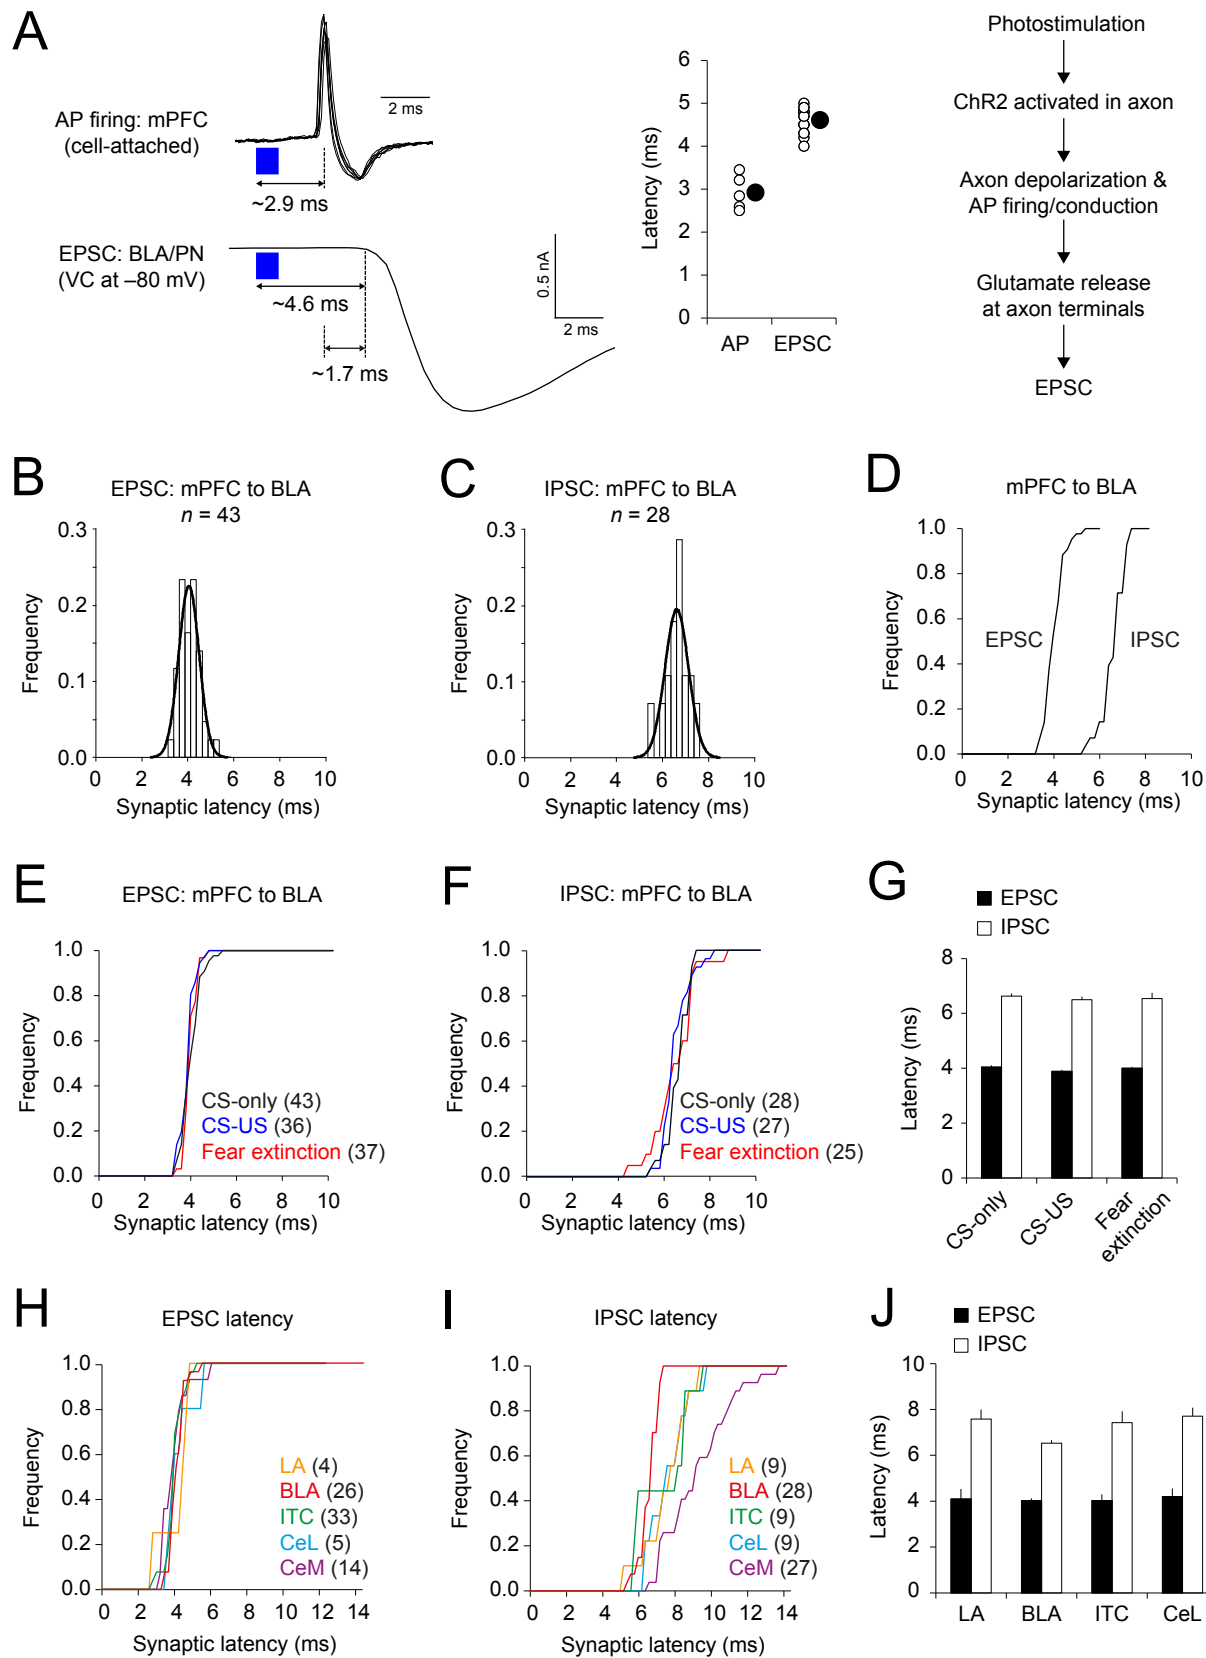 A
AP firing: mPFC
(cell-attached)
2 ms
~2.9 ms
EPSC: BLA/PN
(VC at –80 mV)
~4.6 ms
~1.7 ms
0.5 nA
2 ms
Latency (ms)
6
5
4
3
2
1
0
AP
EPSC
Photostimulation
ChR2 activated in axon
Axon depolarization &
AP firing/conduction
Glutamate release
at axon terminals
EPSC
B
EPSC: mPFC to BLA
n = 43
Frequency
0.3
0.2
0.1
0.0
0 2 4 6 8 10
Synaptic latency (ms)
C
IPSC: mPFC to BLA
n = 28
Frequency
0.3
0.2
0.1
0.0
0 2 4 6 8 10
Synaptic latency (ms)
D
mPFC to BLA
Frequency
1.0
0.8
0.6
0.4
0.2
0.0
EPSC
IPSC
0 2 4 6 8 10
Synaptic latency (ms)
E
EPSC: mPFC to BLA
Frequency
1.0
0.8
0.6
0.4
0.2
0.0
CS-only (43)
CS-US (36)
Fear extinction (37)
0 2 4 6 8 10
Synaptic latency (ms)
F
IPSC: mPFC to BLA
Frequency
1.0
0.8
0.6
0.4
0.2
0.0
CS-only (28)
CS-US (27)
Fear extinction (25)
0 2 4 6 8 10
Synaptic latency (ms)
G
EPSC
IPSC
Latency (ms)
8
6
4
2
0
CS-only
CS-US
Fear
extinction
H
EPSC latency
Frequency
1.0
0.8
0.6
0.4
0.2
0.0
LA (4)
BLA (26)
ITC (33)
CeL (5)
CeM (14)
0 2 4 6 8 10 12 14
Synaptic latency (ms)
I
IPSC latency
Frequency
1.0
0.8
0.6
0.4
0.2
0.0
LA (9)
BLA (28)
ITC (9)
CeL (9)
CeM (27)
0 2 4 6 8 10 12 14
Synaptic latency (ms)
J
EPSC
IPSC
Latency (ms)
10
8
6
4
2
0
LA
BLA
ITC
CeL